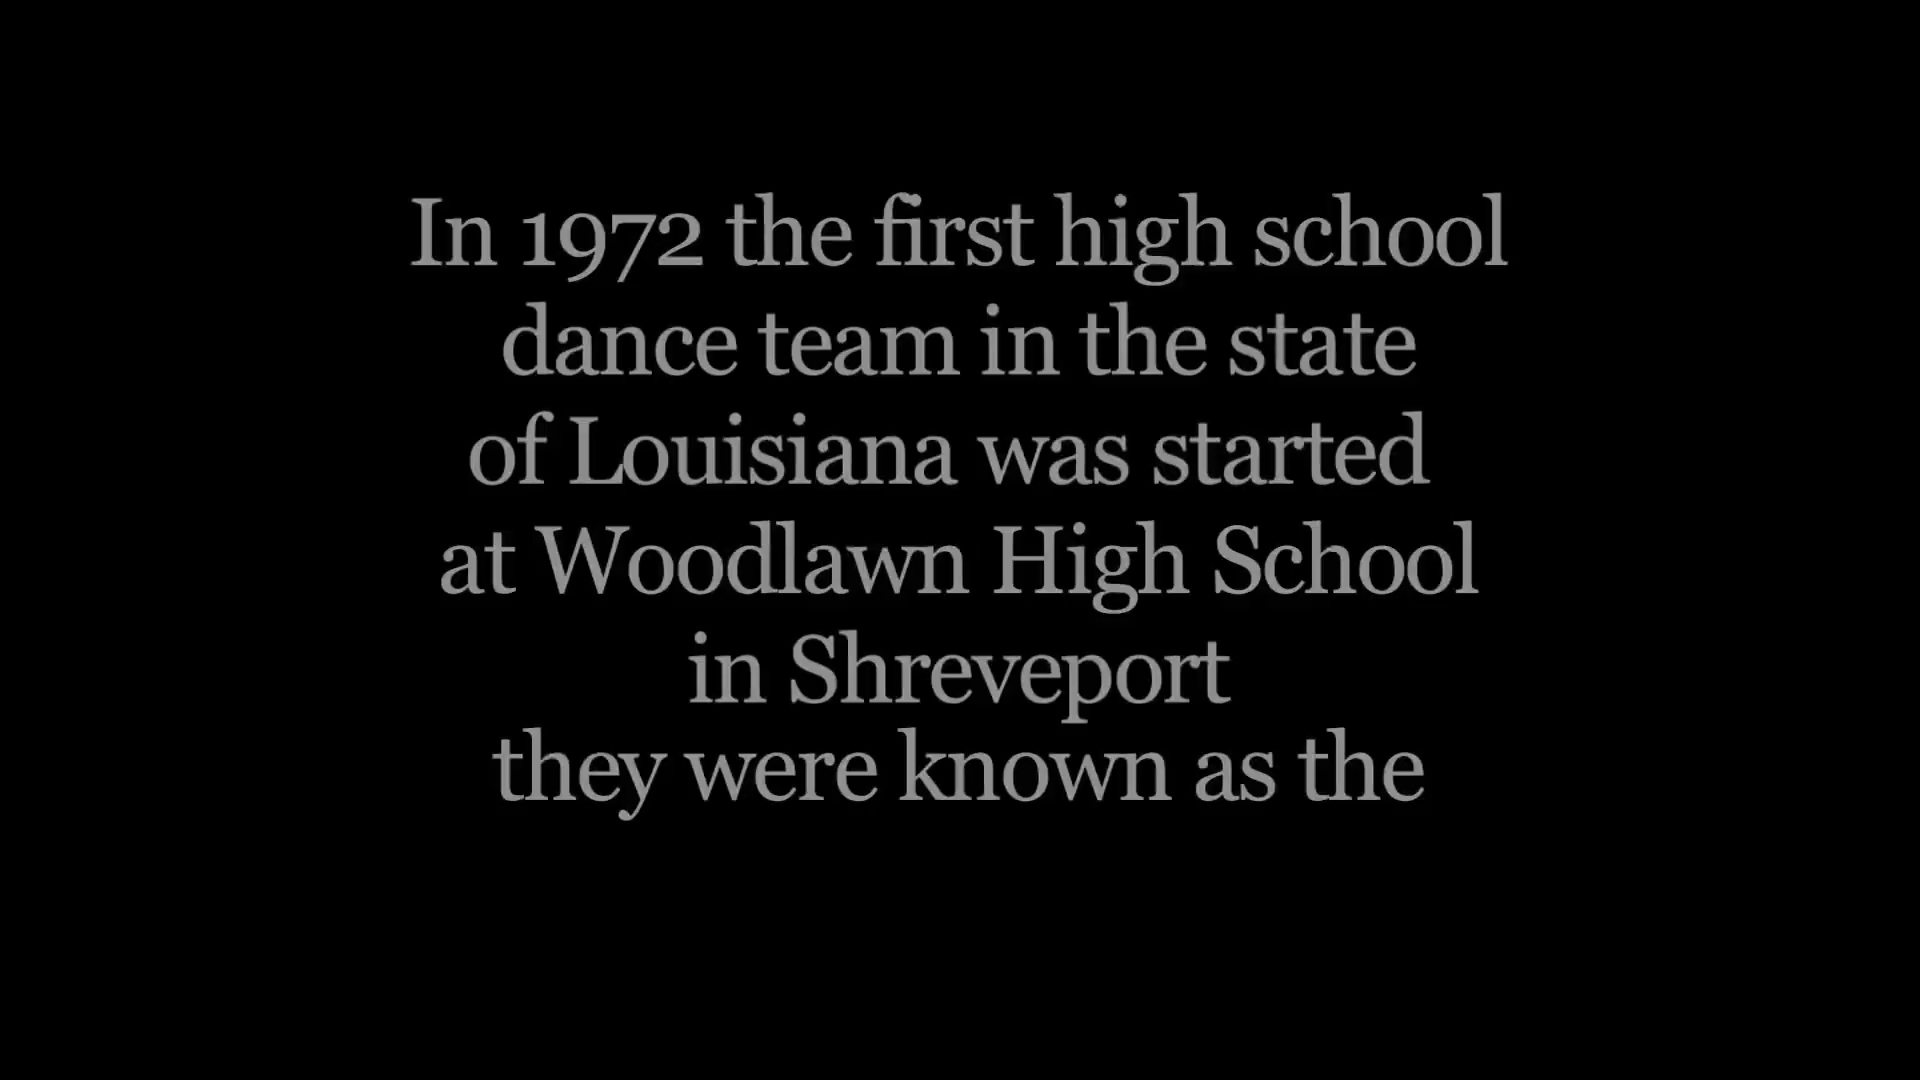 In 1972 the first high school
dance team in the state
of Louisiana was started
at Woodlawn High School
in Shreveport
they were known as the